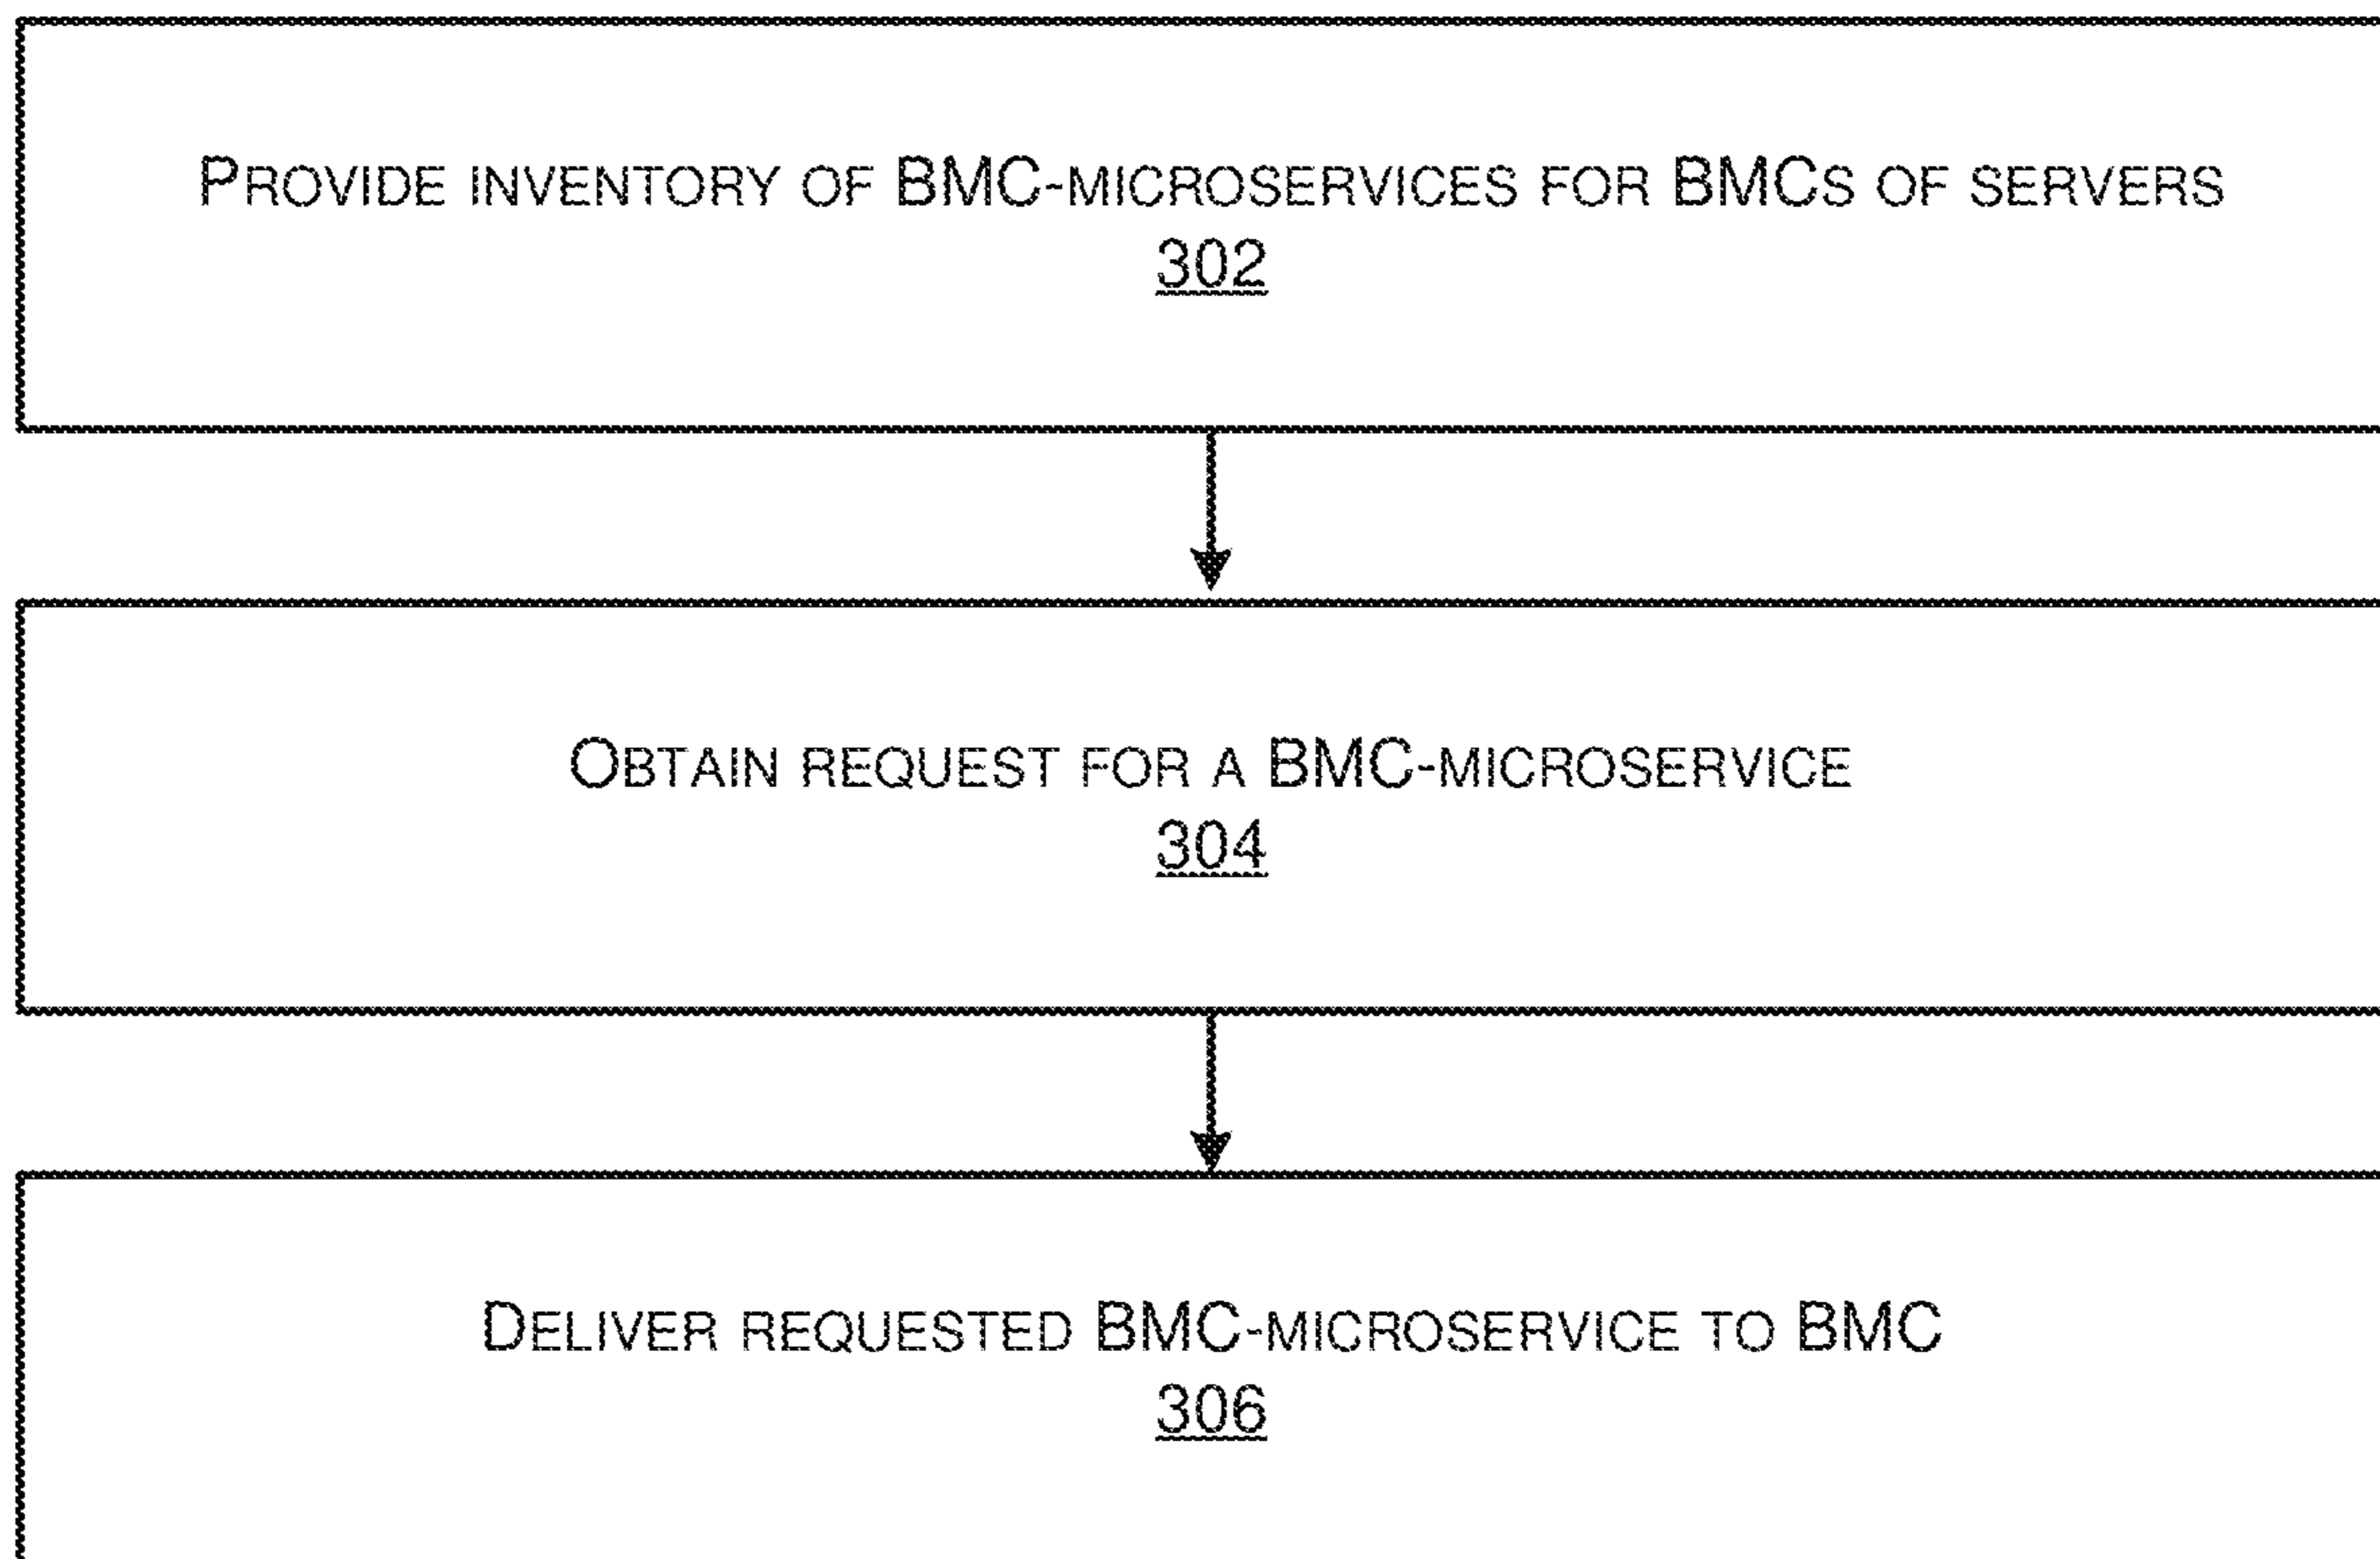 PROVIDE INVENTORY OF BMC-MICROSERVICES FOR BMCS OF SERVERS
302
OBTAIN REQUEST FOR A BMC-MICROSERVICE
304
DELIVER REQUESTED BMC-MICROSERVICE TO BMC
306